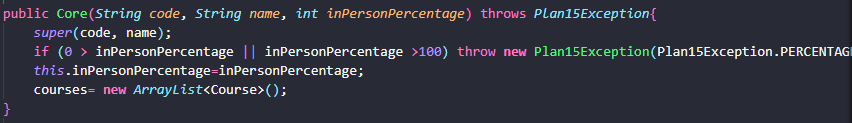 public Core(String code, String name, int inPersonPercentage) throws Plan15Exception{
super(code, name);
if (0 > inPersonPercentage || inPersonPercentage >100) throw new Plan15Exception(Plan15Exception.PERCENTAG
this.inPersonPercentage=inPersonPercentage;
courses= new ArrayList<Course>();
}